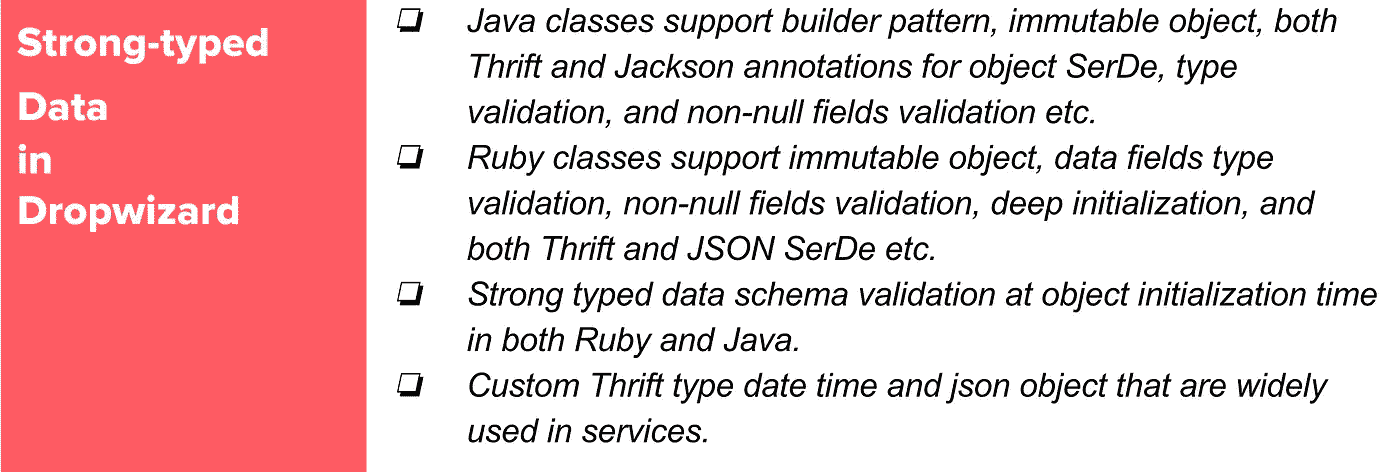 Strong-typed
Data
in
Dropwizard
❏ Java classes support builder pattern, immutable object, both
Thrift and Jackson annotations for object SerDe, type
validation, and non-null fields validation etc.
❏ Ruby classes support immutable object, data fields type
validation, non-null fields validation, deep initialization, and
both Thrift and JSON SerDe etc.
❏ Strong typed data schema validation at object initialization time
in both Ruby and Java.
❏ Custom Thrift type date time and json object that are widely
used in services.